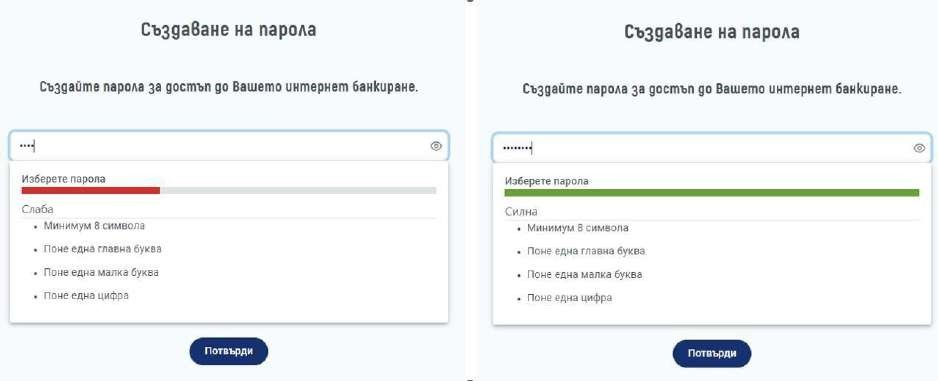 Създаване на парола
Създайте парола за достъп до Вашето интернет банкиране.
••••
Изберете парола
Слаба
• Минимум 8 символа
• Поне една главна буква
• Поне една малка буква
• Поне една цифра
Потвърди
Създаване на парола
Създайте парола за достъп до Вашето интернет банкиране.
••••••••
Изберете парола
Силна
• Минимум 8 символа
• Поне една главна буква
• Поне една малка буква
• Поне една цифра
Потвърди